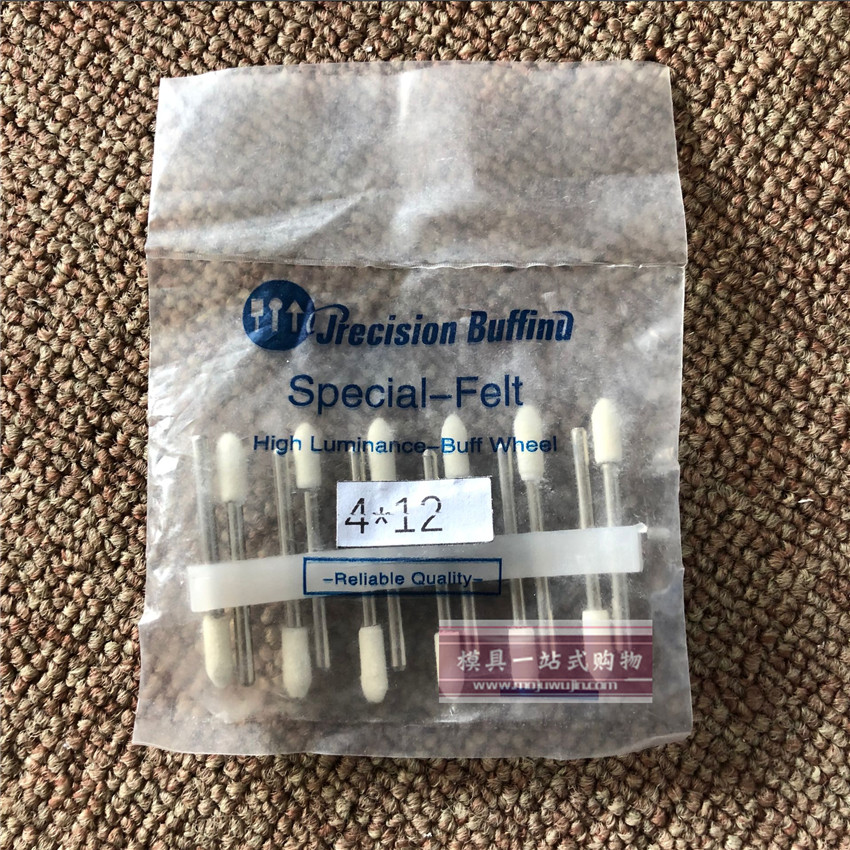 Precision Buffing
Special-Felt
High Luminance-Buff Wheel
4*12
-Reliable Quality-
模具一站式购物
www.mojuwujin.com